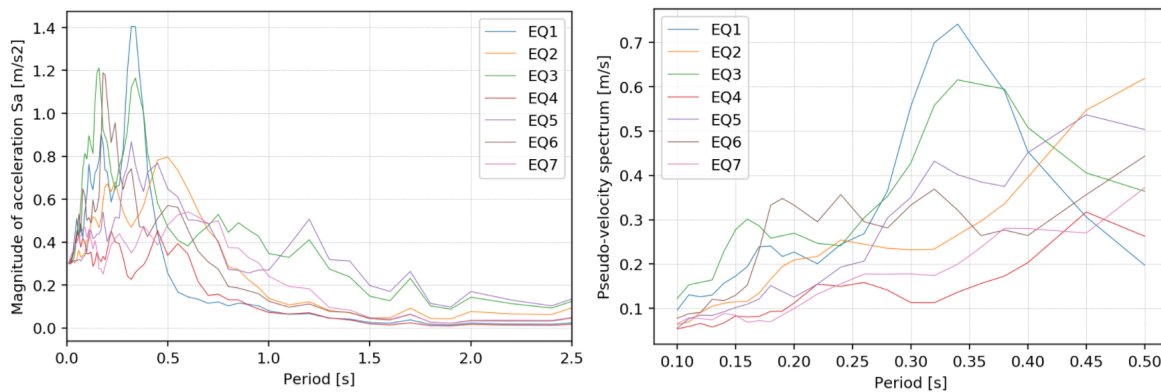 Magnitude of acceleration Sa [m/s2]
1.4
1.2
1.0
0.8
0.6
0.4
0.2
0.0
EQ1
EQ2
EQ3
EQ4
EQ5
EQ6
EQ7
0.0 0.5 1.0 1.5 2.0 2.5
Period [s]
Pseudo-velocity spectrum [m/s]
0.7
0.6
0.5
0.4
0.3
0.2
0.1
EQ1
EQ2
EQ3
EQ4
EQ5
EQ6
EQ7
0.10 0.15 0.20 0.25 0.30 0.35 0.40 0.45 0.50
Period [s]